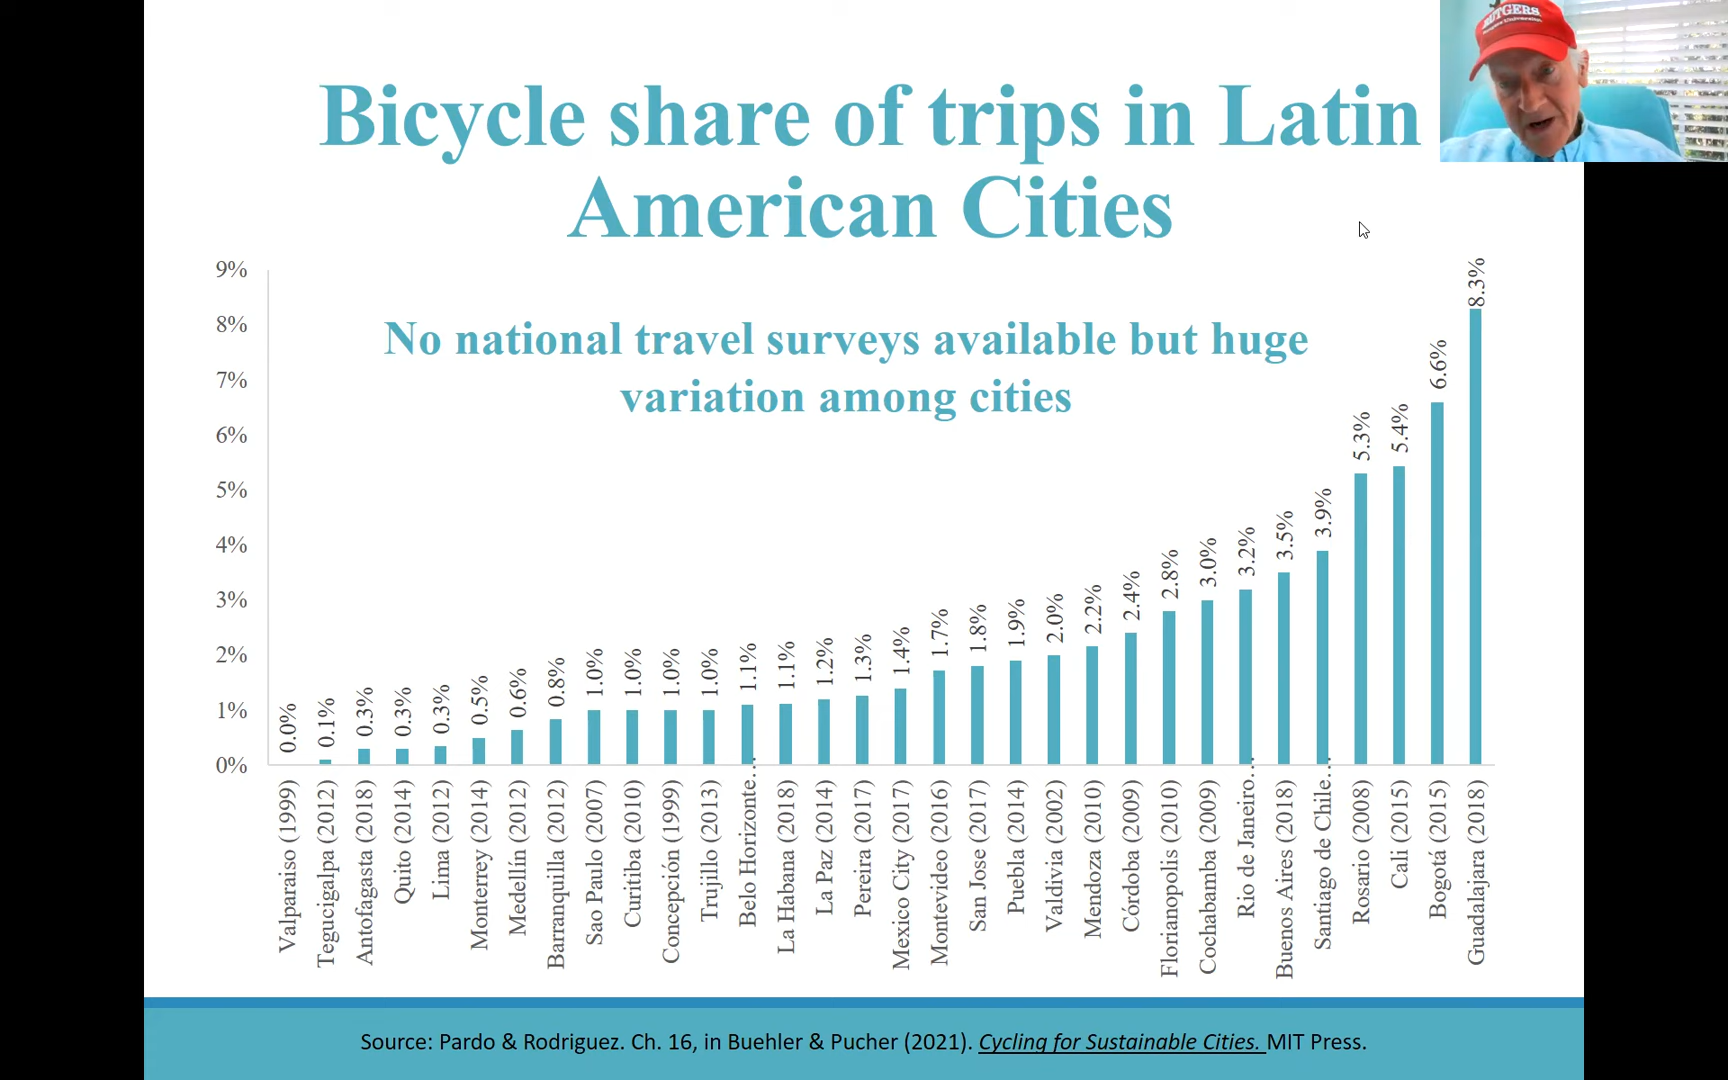 RUTGERS
Bicycle share of trips in Latin
American Cities
No national travel surveys available but huge
variation among cities
9%
8%
7%
6%
5%
4%
3%
2%
1%
0%
0.0%
0.1%
0.3%
0.3%
0.3%
0.5%
0.6%
0.8%
1.0%
1.0%
1.0%
1.0%
1.1%
1.1%
1.2%
1.3%
1.4%
1.7%
1.8%
1.9%
2.0%
2.2%
2.4%
2.8%
3.0%
3.2%
3.5%
3.9%
5.3%
5.4%
6.6%
8.3%
Valparaiso (1999)
Tegucigalpa (2012)
Antofagasta (2018)
Quito (2014)
Lima (2012)
Monterrey (2014)
Medellín (2012)
Barranquilla (2012)
Sao Paulo (2007)
Curitiba (2010)
Concepción (1999)
Trujillo (2013)
Belo Horizonte…
La Habana (2018)
La Paz (2014)
Pereira (2017)
Mexico City (2017)
Montevideo (2016)
San Jose (2017)
Puebla (2014)
Valdivia (2002)
Mendoza (2010)
Córdoba (2009)
Florianopolis (2010)
Cochabamba (2009)
Rio de Janeiro…
Buenos Aires (2018)
Santiago de Chile…
Rosario (2008)
Cali (2015)
Bogotá (2015)
Guadalajara (2018)
Source: Pardo & Rodriguez. Ch. 16, in Buehler & Pucher (2021). Cycling for Sustainable Cities. MIT Press.